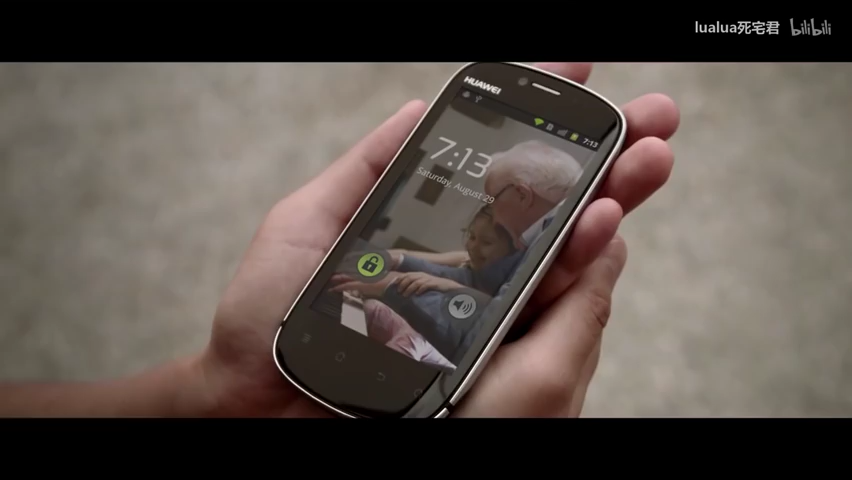 lualua死宅君 bilibili
HUAWEI
7:13
7:13
Saturday, August 29